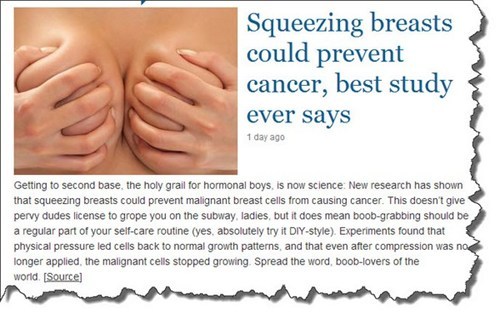 Squeezing breasts
could prevent
cancer, best study
ever says
1 day ago
Getting to second base, the holy grail for hormonal boys, is now science: New research has shown
that squeezing breasts could prevent malignant breast cells from causing cancer. This doesn't give
pervy dudes license to grope you on the subway, ladies, but it does mean boob-grabbing should be
a regular part of your self-care routine (yes, absolutely try it DIY-style). Experiments found that
physical pressure led cells back to normal growth patterns, and that even after compression was no
longer applied, the malignant cells stopped growing. Spread the word, boob-lovers of the
world. [Source]